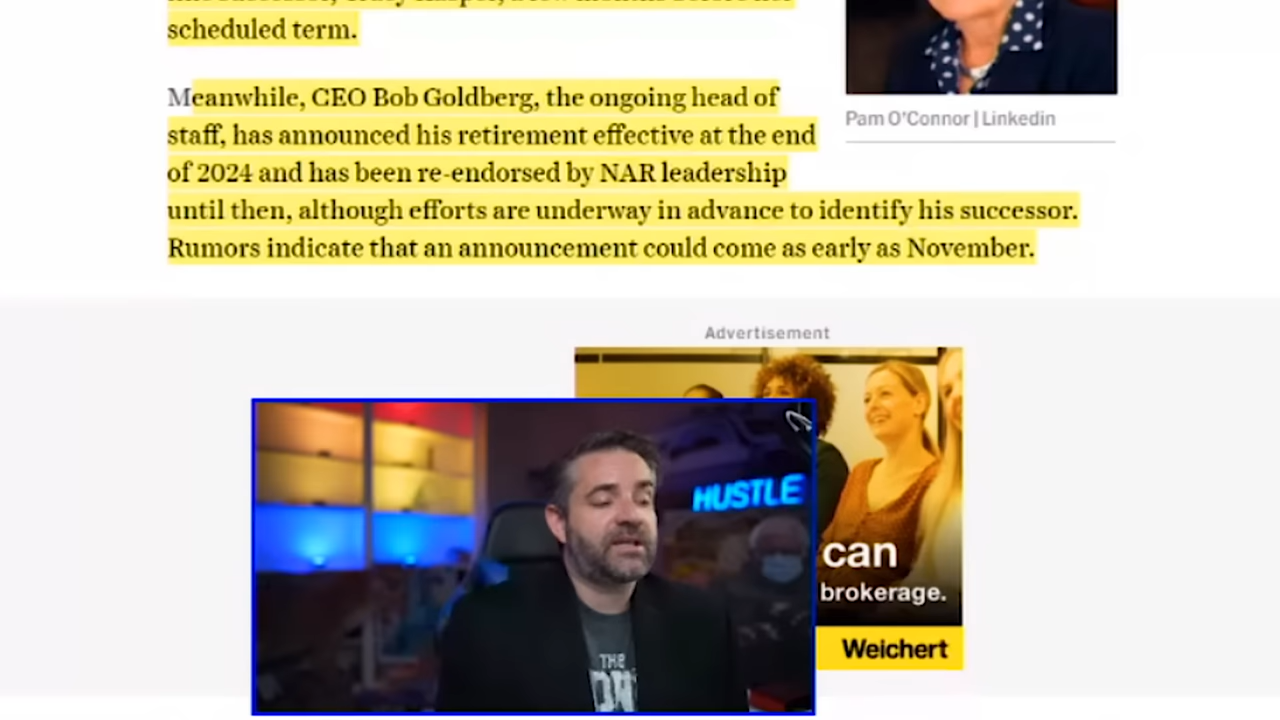 scheduled term.
Meanwhile, CEO Bob Goldberg, the ongoing head of
staff, has announced his retirement effective at the end
of 2024 and has been re-endorsed by NAR leadership
until then, although efforts are underway in advance to identify his successor.
Rumors indicate that an announcement could come as early as November.
Pam O'Connor | Linkedin
Advertisement
can
brokerage.
Weichert
HUSTLE
THE